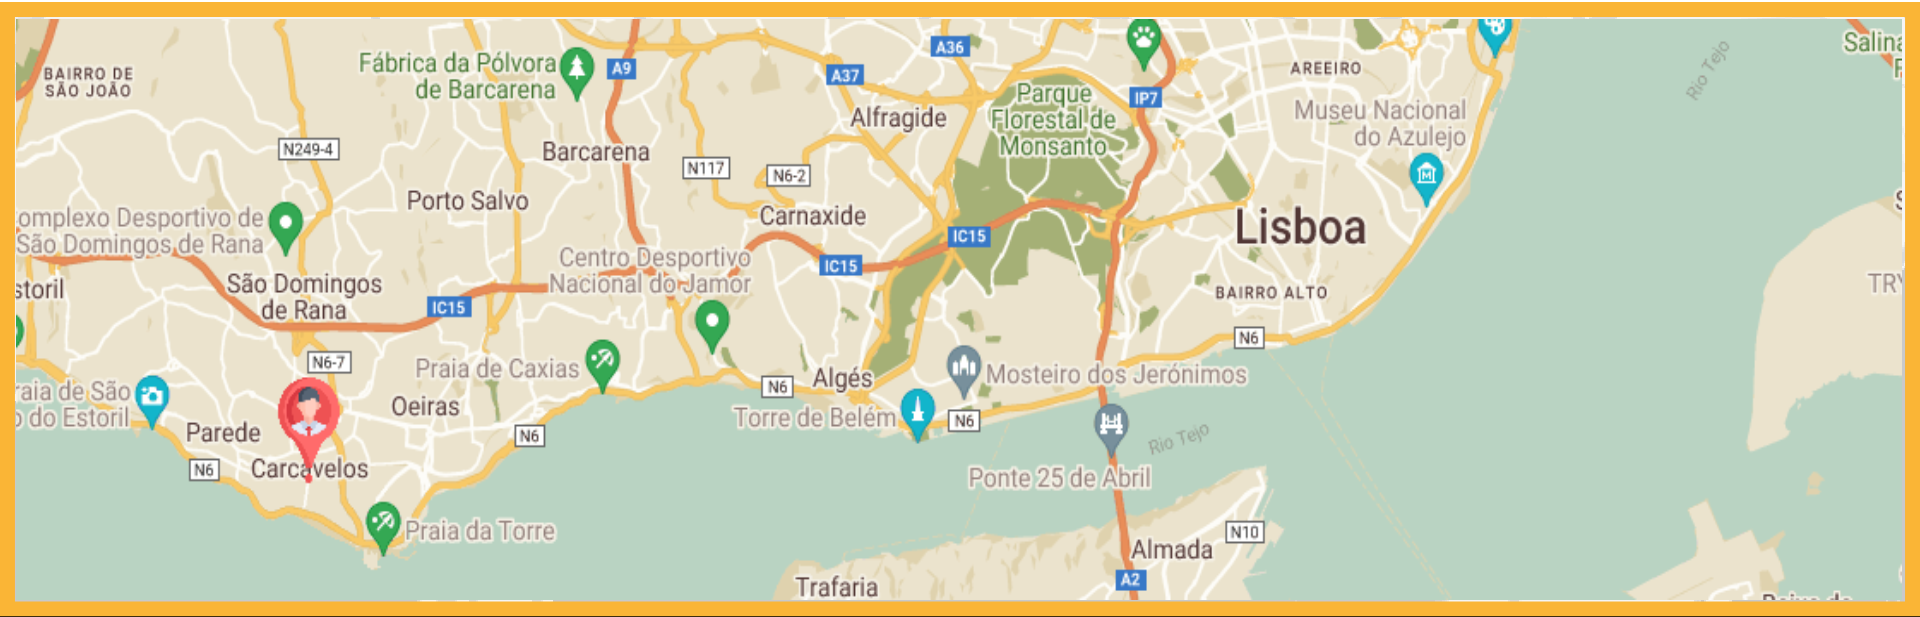 BAIRRO DE
SÃO JOÃO
Fábrica da Pólvora
de Barcarena
A9
A37
A36
Alfragide
Parque
Florestal de
Monsanto
IP7
AREEIRO
Museu Nacional
do Azulejo
Rio Tejo
Salina
N249-4
Barcarena
N117
N6-2
Porto Salvo
Carnaxide
omplexo Desportivo de
São Domingos de Rana
Centro Desportivo
Nacional do Jamor
IC15
IC15
Lisboa
storil
São Domingos
de Rana
IC15
BAIRRO ALTO
TRY
N6-7
Praia de Caxias
N6
Algés
Mosteiro dos Jerónimos
N6
raia de São
o do Estoril
Oeiras
Torre de Belém
N6
Parede
N6
Rio Tejo
N6
Carcavelos
Ponte 25 de Abril
Praia da Torre
N10
Almada
Trafaria
A2